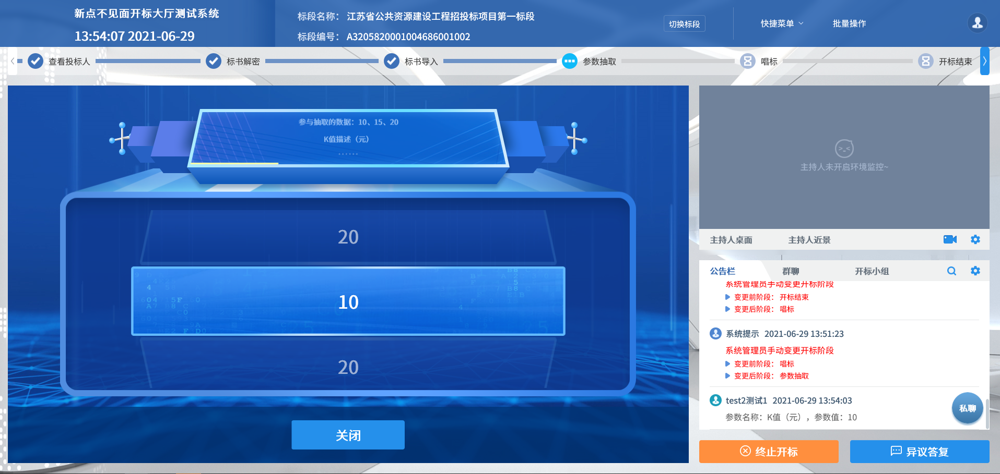 新点不见面开标大厅测试系统
13:54:07 2021-06-29
标段名称： 江苏省公共资源建设工程招投标项目第一标段
标段编号： A3205820001004686001002
切换标段
快捷菜单
批量操作
查看投标人
标书解密
标书导入
参数抽取
唱标
开标结束
参与抽取的数据：10、15、20
K值描述（元）
······
20
10
20
关闭
>_<
主持人未开启环境监控~
主持人桌面
主持人近景
公告栏
群聊
开标小组
系统管理员手动变更开标阶段
变更前阶段： 开标结束
变更后阶段： 唱标
系统提示 2021-06-29 13:51:23
系统管理员手动变更开标阶段
变更前阶段： 唱标
变更后阶段： 参数抽取
test2测试1 2021-06-29 13:54:03
参数名称：K值（元），参数值：10
私聊
终止开标
异议答复